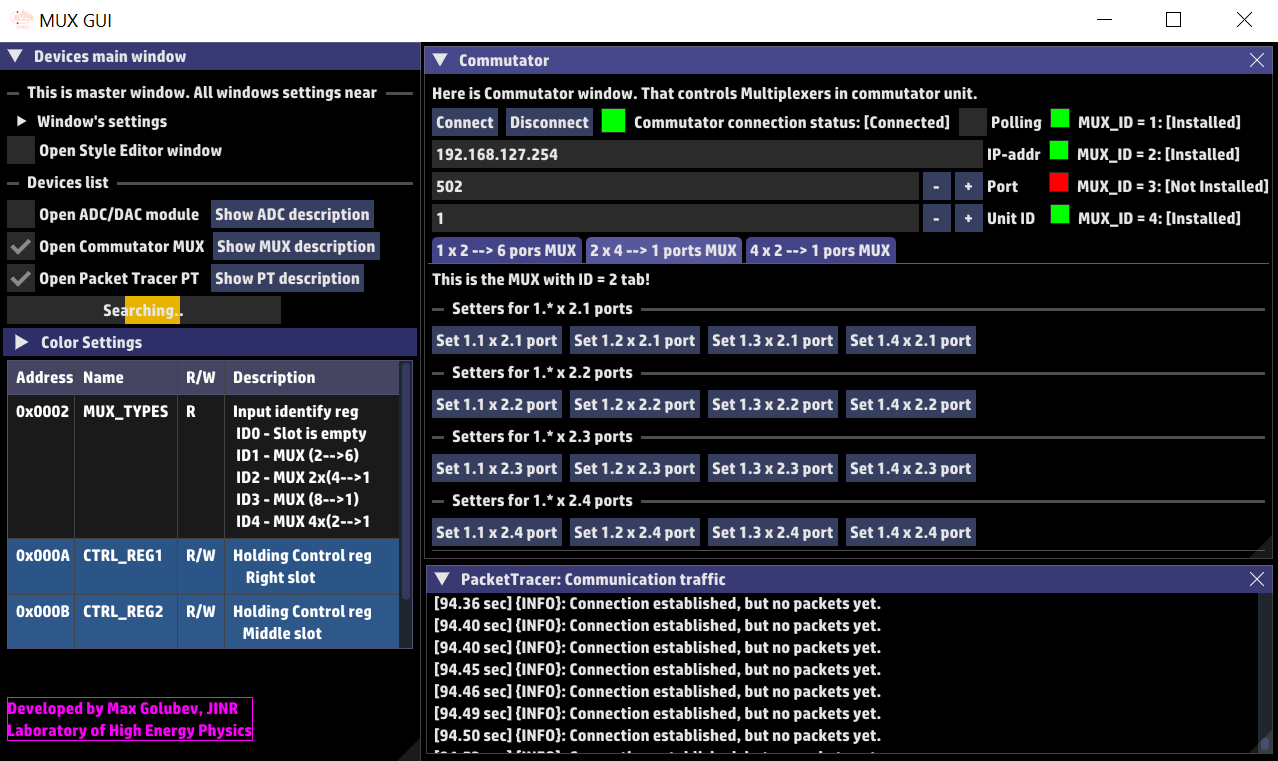 MUX GUI
Devices main window
This is master window. All windows settings near
Window's settings
Open Style Editor window
Devices list
Open ADC/DAC module Show ADC description
Open Commutator MUX Show MUX description
Open Packet Tracer PT Show PT description
Searching..
Color Settings
Address Name R/W Description
0x0002 MUX_TYPES R Input identify reg
ID0 - Slot is empty
ID1 - MUX (2-->6)
ID2 - MUX 2x(4-->1
ID3 - MUX (8-->1)
ID4 - MUX 4x(2-->1
0x000A CTRL_REG1 R/W Holding Control reg
Right slot
0x000B CTRL_REG2 R/W Holding Control reg
Middle slot
Developed by Max Golubev, JINR
Laboratory of High Energy Physics
Commutator
Here is Commutator window. That controls Multiplexers in commutator unit.
Connect Disconnect Commutator connection status: [Connected] Polling MUX_ID = 1: [Installed]
192.168.127.254 IP-addr MUX_ID = 2: [Installed]
502 - + Port MUX_ID = 3: [Not Installed]
1 - + Unit ID MUX_ID = 4: [Installed]
1 x 2 --> 6 pors MUX 2 x 4 --> 1 ports MUX 4 x 2 --> 1 pors MUX
This is the MUX with ID = 2 tab!
Setters for 1.* x 2.1 ports
Set 1.1 x 2.1 port Set 1.2 x 2.1 port Set 1.3 x 2.1 port Set 1.4 x 2.1 port
Setters for 1.* x 2.2 ports
Set 1.1 x 2.2 port Set 1.2 x 2.2 port Set 1.3 x 2.2 port Set 1.4 x 2.2 port
Setters for 1.* x 2.3 ports
Set 1.1 x 2.3 port Set 1.2 x 2.3 port Set 1.3 x 2.3 port Set 1.4 x 2.3 port
Setters for 1.* x 2.4 ports
Set 1.1 x 2.4 port Set 1.2 x 2.4 port Set 1.3 x 2.4 port Set 1.4 x 2.4 port
PacketTracer: Communication traffic
[94.36 sec] {INFO}: Connection established, but no packets yet.
[94.40 sec] {INFO}: Connection established, but no packets yet.
[94.40 sec] {INFO}: Connection established, but no packets yet.
[94.45 sec] {INFO}: Connection established, but no packets yet.
[94.46 sec] {INFO}: Connection established, but no packets yet.
[94.49 sec] {INFO}: Connection established, but no packets yet.
[94.50 sec] {INFO}: Connection established, but no packets yet.